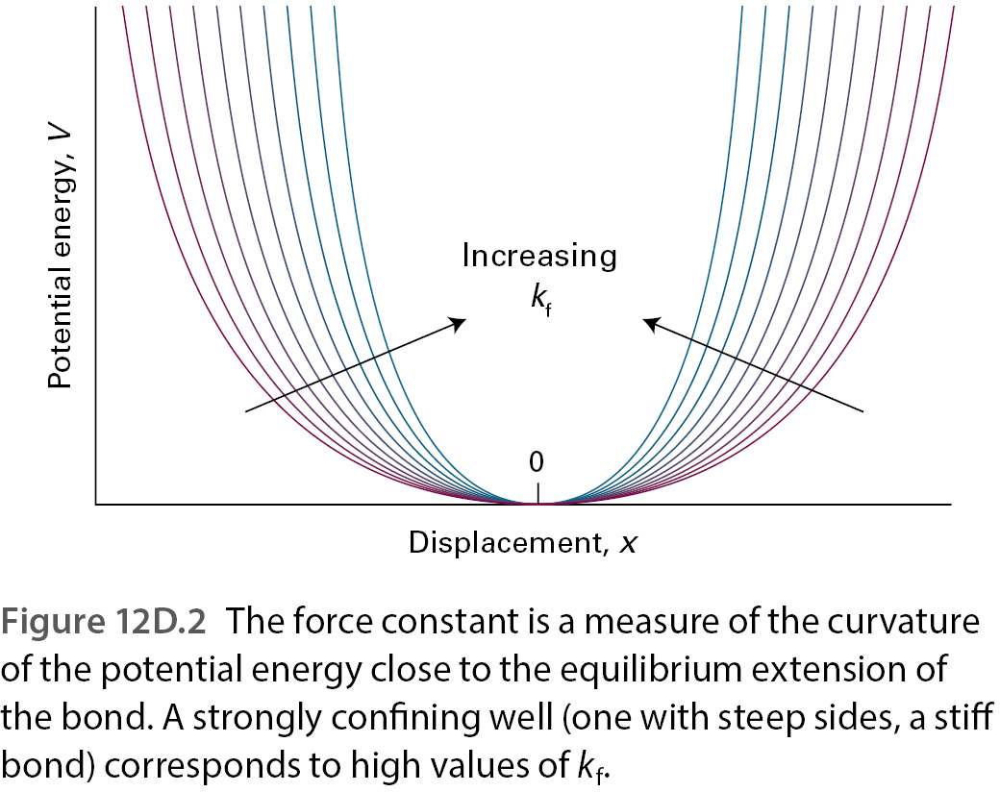 Potential energy, V
Increasing
kf
0
Displacement, x
Figure 12D.2 The force constant is a measure of the curvature
of the potential energy close to the equilibrium extension of
the bond. A strongly confining well (one with steep sides, a stiff
bond) corresponds to high values of kf.